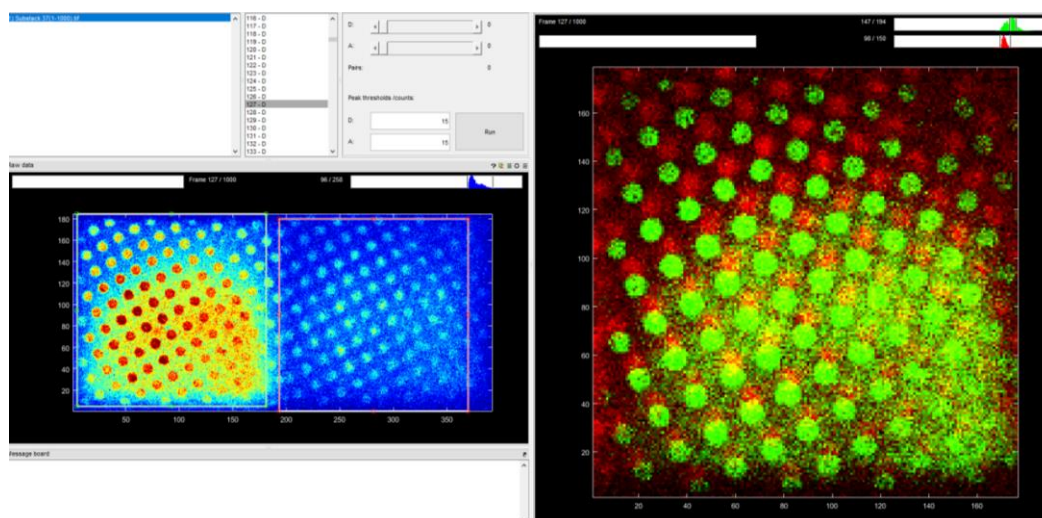 Substack 37(1-1000).tif
116 - D
117 - D
118 - D
119 - D
120 - D
121 - D
122 - D
123 - D
124 - D
125 - D
126 - D
127 - D
128 - D
129 - D
130 - D
131 - D
132 - D
133 - D
D: 0
A: 0
Pairs: 0
Peak thresholds /counts:
D: 15
A: 15
Run
Raw data
Frame 127 / 1000 96 / 250
180
160
140
120
100
80
60
40
20
50 100 150 200 250 300 350
Message board
Frame 127 / 1000 147 / 194
98 / 150
160
140
120
100
80
60
40
20
20 40 60 80 100 120 140 160